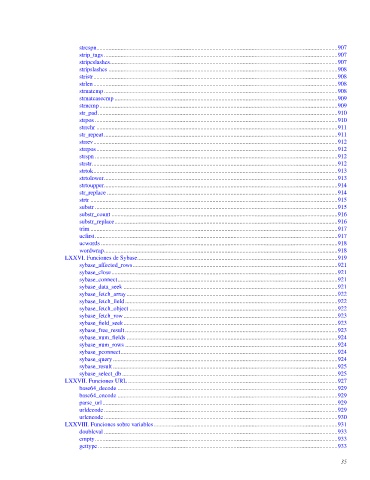 strcspn 907
strip_tags 907
stripcslashes 907
stripslashes 908
stristr 908
strlen 908
strnatcmp 908
strnatcasecmp 909
strncmp 909
str_pad 910
strpos 910
strrchr 911
str_repeat 911
strrev 912
strrpos 912
strspn 912
strstr 912
strtok 913
strtolower 913
strtoupper 914
str_replace 914
strtr 915
substr 915
substr_count 916
substr_replace 916
trim 917
ucfirst 917
ucwords 918
wordwrap 918
LXXVI. Funciones de Sybase 919
sybase_affected_rows 921
sybase_close 921
sybase_connect 921
sybase_data_seek 921
sybase_fetch_array 922
sybase_fetch_field 922
sybase_fetch_object 922
sybase_fetch_row 923
sybase_field_seek 923
sybase_free_result 923
sybase_num_fields 924
sybase_num_rows 924
sybase_pconnect 924
sybase_query 924
sybase_result 925
sybase_select_db 925
LXXVII. Funciones URL 927
base64_decode 929
base64_encode 929
parse_url 929
urldecode 929
urlencode 930
LXXVIII. Funciones sobre variables 931
doubleval 933
empty 933
gettype 933
35